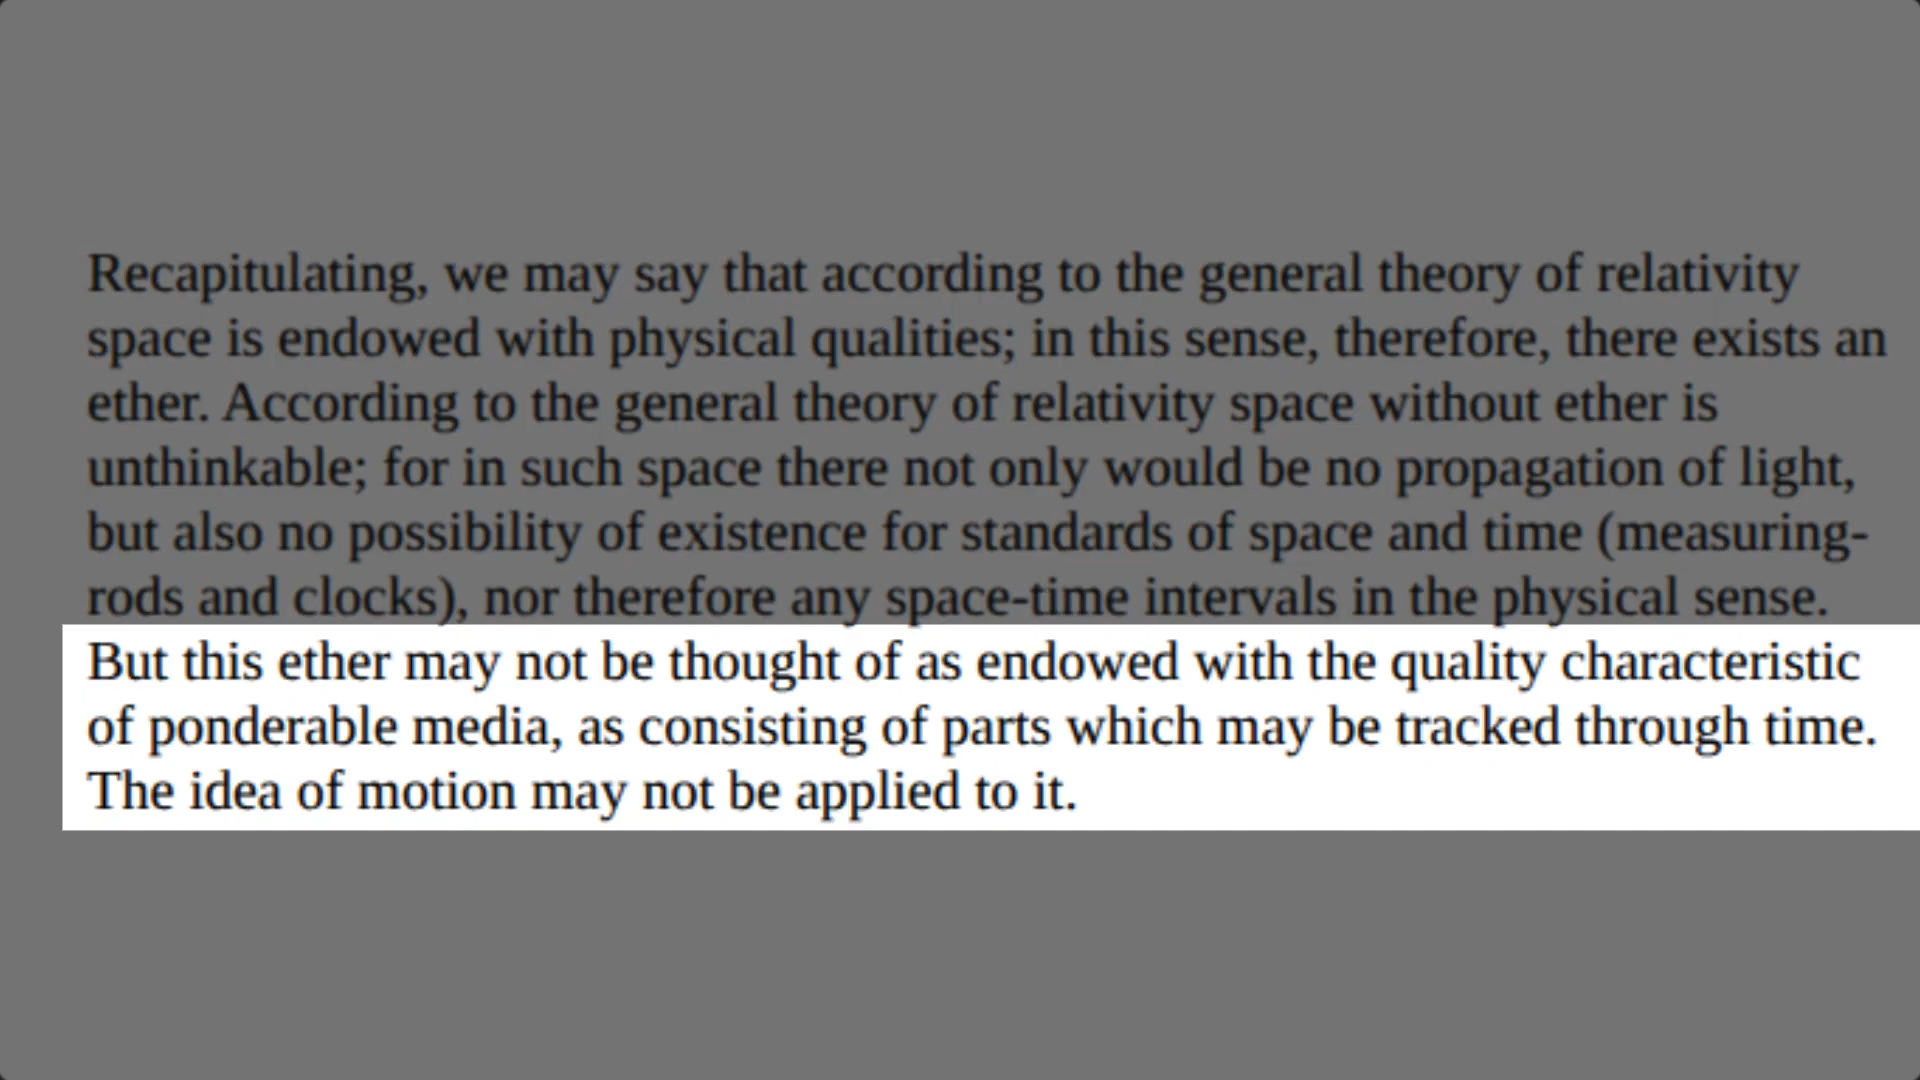 Recapitulating, we may say that according to the general theory of relativity
space is endowed with physical qualities; in this sense, therefore, there exists an
ether. According to the general theory of relativity space without ether is
unthinkable; for in such space there not only would be no propagation of light,
but also no possibility of existence for standards of space and time (measuring-
rods and clocks), nor therefore any space-time intervals in the physical sense.
But this ether may not be thought of as endowed with the quality characteristic
of ponderable media, as consisting of parts which may be tracked through time.
The idea of motion may not be applied to it.